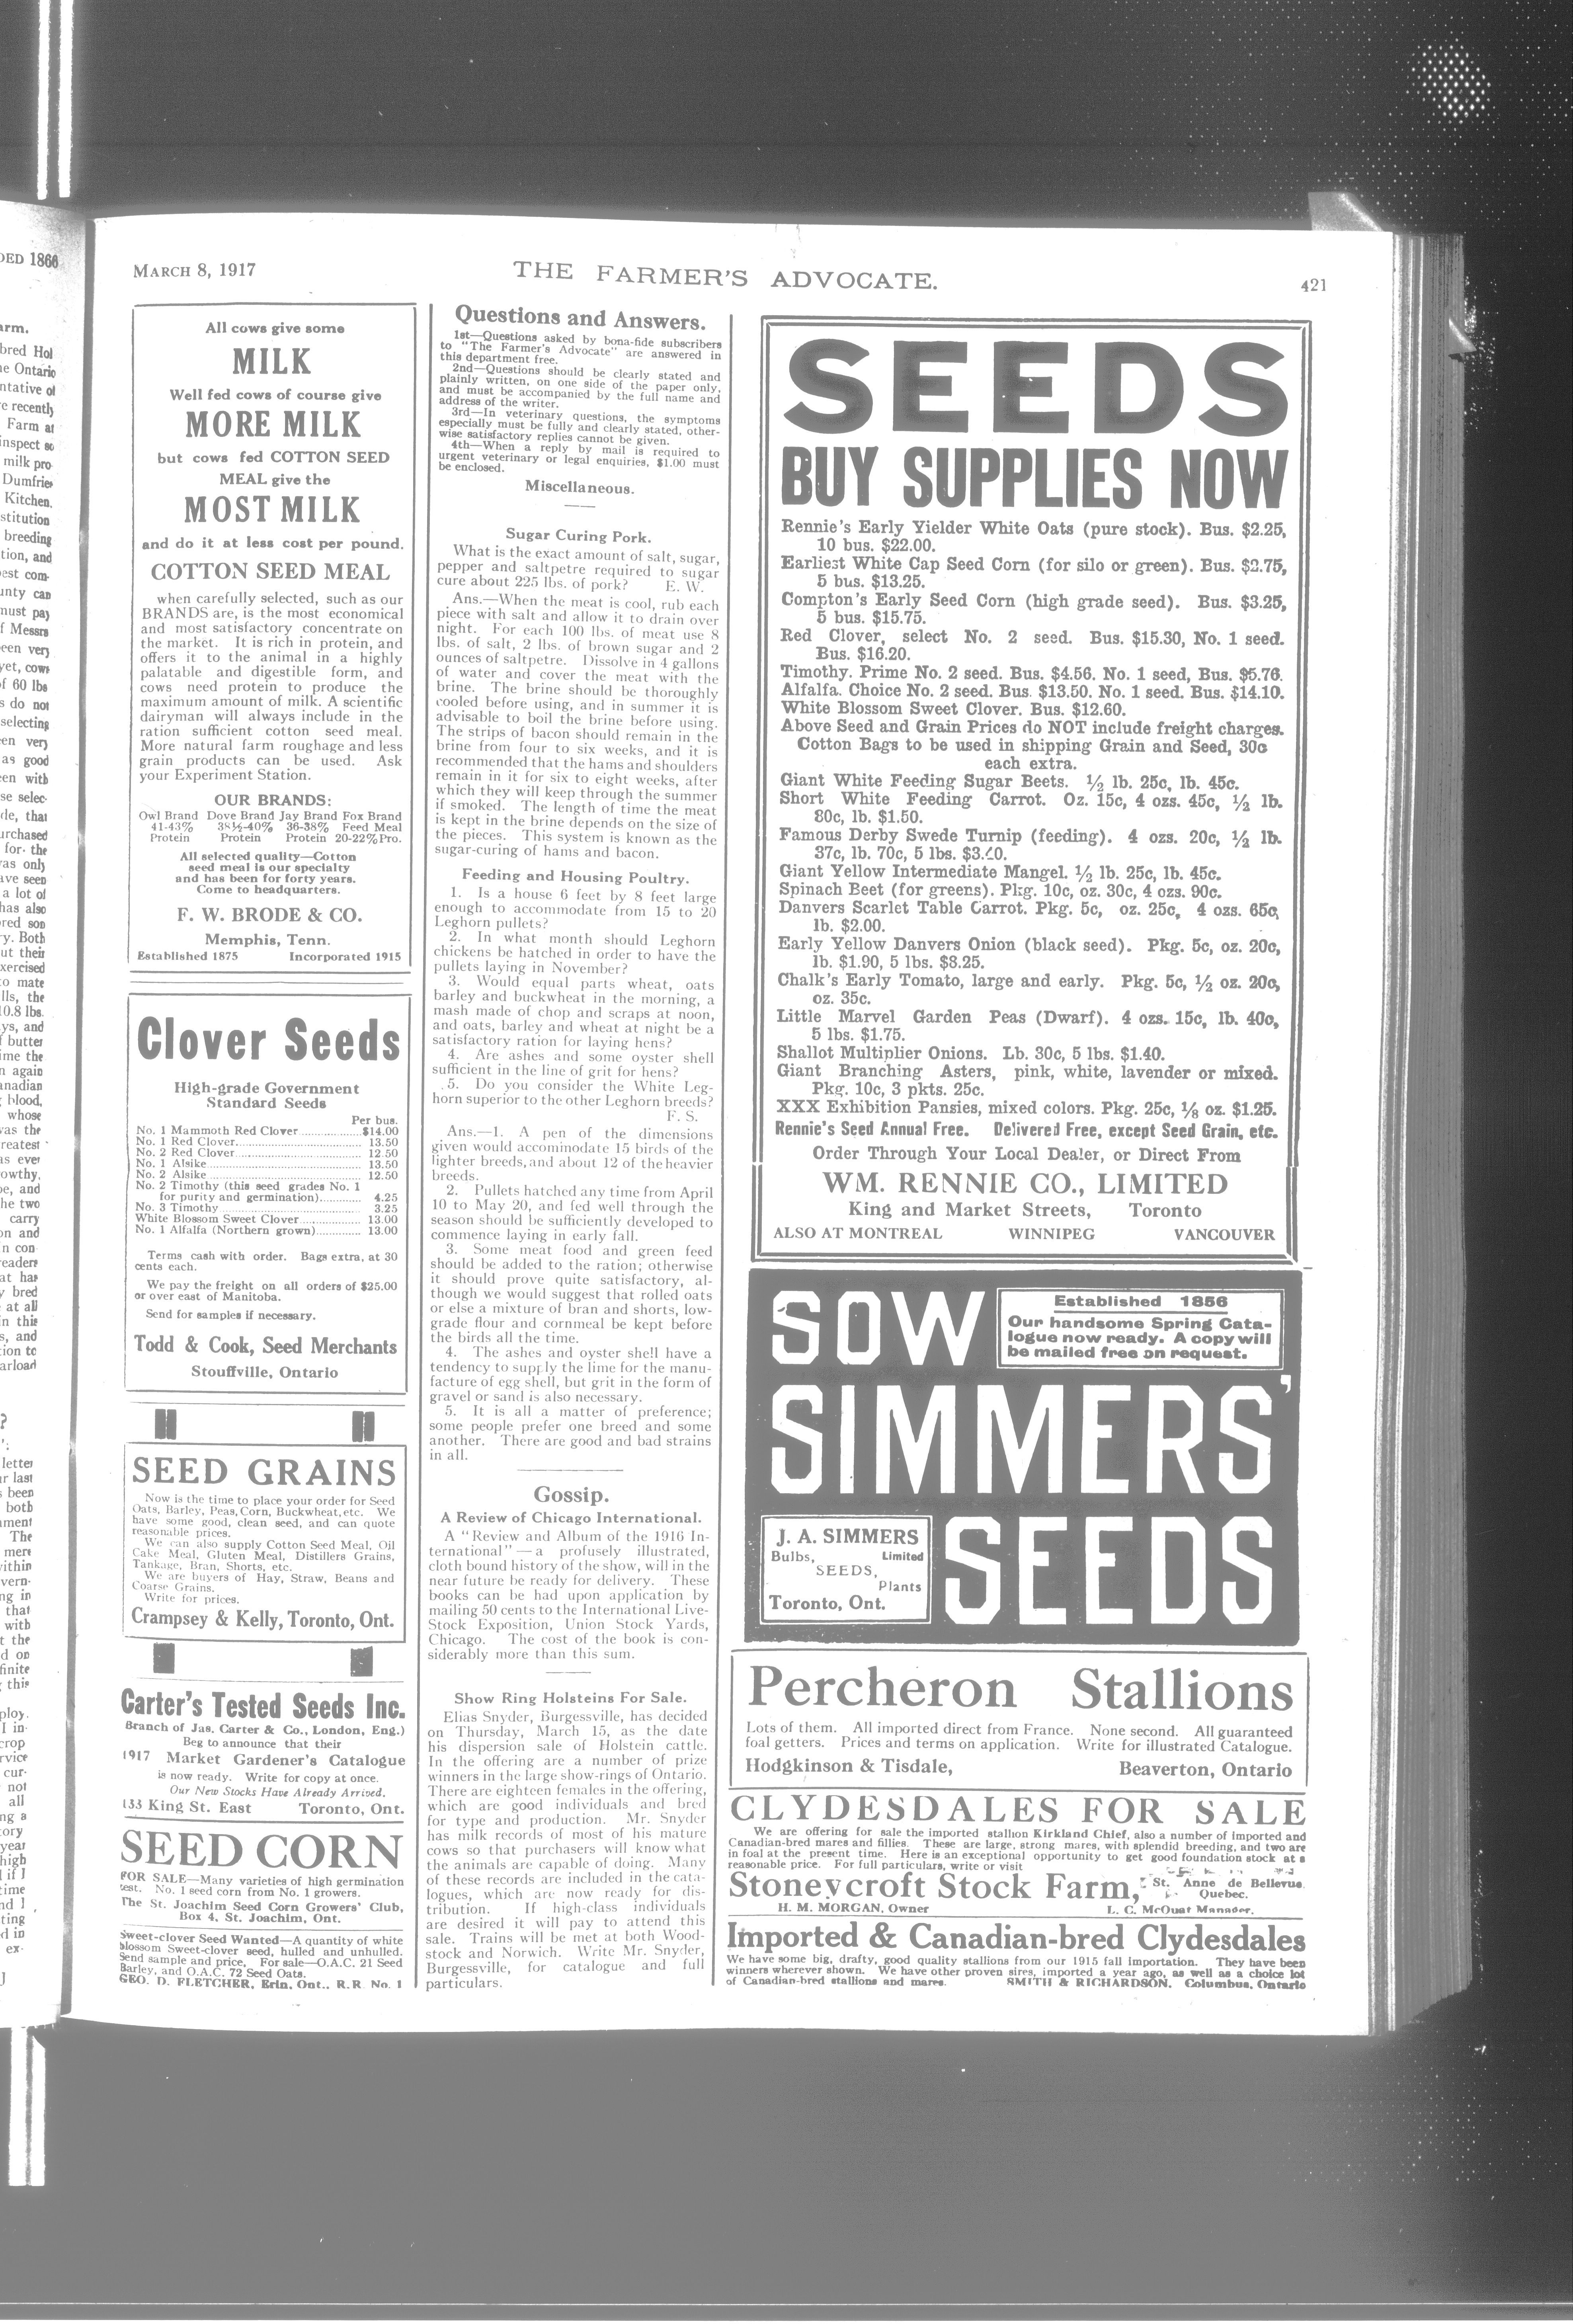 MARCH 8, 1917
THE FARMER'S ADVOCATE.
421
All cows give some
MILK
Well fed cows of course give
MORE MILK
but cows fed COTTON SEED
MEAL give the
MOST MILK
and do it at less cost per pound.
COTTON SEED MEAL
when carefully selected, such as our
BRANDS are, is the most economical
and most satisfactory concentrate on
the market. It is rich in protein, and
offers it to the animal in a highly
palatable and digestible form, and
cows need protein to produce the
maximum amount of milk. A scientific
dairyman will always include in the
ration sufficient cotton seed meal.
More natural farm roughage and less
grain products can be used. Ask
your Experiment Station.
OUR BRANDS:
Owl Brand Dove Brand Jay Brand Fox Brand
41-43% 38½-40% 36-38% Feed Meal
Protein Protein Protein 20-22%Pro.
All selected quality—Cotton
seed meal is our specialty
and has been for forty years.
Come to headquarters.
F. W. BRODE & CO.
Memphis, Tenn.
Established 1875 Incorporated 1915
Clover Seeds
High-grade Government
Standard Seeds
Per bus.
No. 1 Mammoth Red Clover $14.00
No. 1 Red Clover 13.50
No. 2 Red Clover 12.50
No. 1 Alsike 13.50
No. 2 Alsike 12.50
No. 2 Timothy (this seed grades No. 1
for purity and germination) 4.25
No. 3 Timothy 3.25
White Blossom Sweet Clover 13.00
No. 1 Alfalfa (Northern grown) 13.00
Terms cash with order. Bags extra, at 30
cents each.
We pay the freight on all orders of $25.00
or over east of Manitoba.
Send for samples if necessary.
Todd & Cook, Seed Merchants
Stouffville, Ontario
SEED GRAINS
Now is the time to place your order for Seed
Oats, Barley, Peas, Corn, Buckwheat, etc. We
have some good, clean seed, and can quote
reasonable prices.
We can also supply Cotton Seed Meal, Oil
Cake Meal, Gluten Meal, Distillers Grains,
Tankage, Bran, Shorts, etc.
We are buyers of Hay, Straw, Beans and
Coarse Grains.
Write for prices.
Crampsey & Kelly, Toronto, Ont.
Carter's Tested Seeds Inc.
Branch of Jas. Carter & Co., London, Eng.)
Beg to announce that their
1917 Market Gardener's Catalogue
is now ready. Write for copy at once.
Our New Stocks Have Already Arrived.
133 King St. East Toronto, Ont.
SEED CORN
FOR SALE—Many varieties of high germination
test. No. 1 seed corn from No. 1 growers.
The St. Joachim Seed Corn Growers' Club,
Box 4, St. Joachim, Ont.
Sweet-clover Seed Wanted—A quantity of white
blossom Sweet-clover seed, hulled and unhulled.
Send sample and price. For sale—O.A.C. 21 Seed
Barley, and O.A.C. 72 Seed Oats.
GEO. D. FLETCHER, Erin, Ont., R.R No. 1
Questions and Answers.
1st—Questions asked by bona-fide subscribers
to "The Farmer's Advocate" are answered in
this department free.
2nd—Questions should be clearly stated and
plainly written, on one side of the paper only,
and must be accompanied by the full name and
address of the writer.
3rd—In veterinary questions, the symptoms
especially must be fully and clearly stated, other-
wise satisfactory replies cannot be given.
4th—When a reply by mail is required to
urgent veterinary or legal enquiries, $1.00 must
be enclosed.
Miscellaneous.
Sugar Curing Pork.
What is the exact amount of salt, sugar,
pepper and saltpetre required to sugar
cure about 225 lbs. of pork? E. W.
Ans.—When the meat is cool, rub each
piece with salt and allow it to drain over
night. For each 100 lbs. of meat use 8
lbs. of salt, 2 lbs. of brown sugar and 2
ounces of saltpetre. Dissolve in 4 gallons
of water and cover the meat with the
brine. The brine should be thoroughly
cooled before using, and in summer it is
advisable to boil the brine before using.
The strips of bacon should remain in the
brine from four to six weeks, and it is
recommended that the hams and shoulders
remain in it for six to eight weeks, after
which they will keep through the summer
if smoked. The length of time the meat
is kept in the brine depends on the size of
the pieces. This system is known as the
sugar-curing of hams and bacon.
Feeding and Housing Poultry.
1. Is a house 6 feet by 8 feet large
enough to accommodate from 15 to 20
Leghorn pullets?
2. In what month should Leghorn
chickens be hatched in order to have the
pullets laying in November?
3. Would equal parts wheat, oats
barley and buckwheat in the morning, a
mash made of chop and scraps at noon,
and oats, barley and wheat at night be a
satisfactory ration for laying hens?
4. Are ashes and some oyster shell
sufficient in the line of grit for hens?
5. Do you consider the White Leg-
horn superior to the other Leghorn breeds?
F. S.
Ans.—1. A pen of the dimensions
given would accommodate 15 birds of the
lighter breeds, and about 12 of the heavier
breeds.
2. Pullets hatched any time from April
10 to May 20, and fed well through the
season should be sufficiently developed to
commence laying in early fall.
3. Some meat food and green feed
should be added to the ration; otherwise
it should prove quite satisfactory, al-
though we would suggest that rolled oats
or else a mixture of bran and shorts, low-
grade flour and cornmeal be kept before
the birds all the time.
4. The ashes and oyster shell have a
tendency to supply the lime for the manu-
facture of egg shell, but grit in the form of
gravel or sand is also necessary.
5. It is all a matter of preference;
some people prefer one breed and some
another. There are good and bad strains
in all.
Gossip.
A Review of Chicago International.
A "Review and Album of the 1916 In-
ternational"—a profusely illustrated,
cloth bound history of the show, will in the
near future be ready for delivery. These
books can be had upon application by
mailing 50 cents to the International Live-
Stock Exposition, Union Stock Yards,
Chicago. The cost of the book is con-
siderably more than this sum.
Show Ring Holsteins For Sale.
Elias Snyder, Burgessville, has decided
on Thursday, March 15, as the date
his dispersion sale of Holstein cattle.
In the offering are a number of prize
winners in the large show-rings of Ontario.
There are eighteen females in the offering,
which are good individuals and bred
for type and production. Mr. Snyder
has milk records of most of his mature
cows so that purchasers will know what
the animals are capable of doing. Many
of these records are included in the cata-
logues, which are now ready for dis-
tribution. If high-class individuals
are desired it will pay to attend this
sale. Trains will be met at both Wood-
stock and Norwich. Write Mr. Snyder,
Burgessville, for catalogue and full
particulars.
SEEDS
BUY SUPPLIES NOW
Rennie's Early Yielder White Oats (pure stock). Bus. $2.25,
10 bus. $22.00.
Earliest White Cap Seed Corn (for silo or green). Bus. $2.75,
5 bus. $13.25.
Compton's Early Seed Corn (high grade seed). Bus. $3.25,
5 bus. $15.75.
Red Clover, select No. 2 seed. Bus. $15.30, No. 1 seed.
Bus. $16.20.
Timothy. Prime No. 2 seed. Bus. $4.56. No. 1 seed, Bus. $5.76.
Alfalfa. Choice No. 2 seed. Bus. $13.50. No. 1 seed. Bus. $14.10.
White Blossom Sweet Clover. Bus. $12.60.
Above Seed and Grain Prices do NOT include freight charges.
Cotton Bags to be used in shipping Grain and Seed, 30c
each extra.
Giant White Feeding Sugar Beets. ½ lb. 25c, lb. 45c.
Short White Feeding Carrot. Oz. 15c, 4 ozs. 45c, ½ lb.
80c, lb. $1.50.
Famous Derby Swede Turnip (feeding). 4 ozs. 20c, ½ lb.
37c, lb. 70c, 5 lbs. $3.40.
Giant Yellow Intermediate Mangel. ½ lb. 25c, lb. 45c.
Spinach Beet (for greens). Pkg. 10c, oz. 30c, 4 ozs. 90c.
Danvers Scarlet Table Carrot. Pkg. 5c, oz. 25c, 4 ozs. 65c,
lb. $2.00.
Early Yellow Danvers Onion (black seed). Pkg. 5c, oz. 20c,
lb. $1.90, 5 lbs. $8.25.
Chalk's Early Tomato, large and early. Pkg. 5c, ½ oz. 20c,
oz. 35c.
Little Marvel Garden Peas (Dwarf). 4 ozs. 15c, lb. 40c,
5 lbs. $1.75.
Shallot Multiplier Onions. Lb. 30c, 5 lbs. $1.40.
Giant Branching Asters, pink, white, lavender or mixed.
Pkg. 10c, 3 pkts. 25c.
XXX Exhibition Pansies, mixed colors. Pkg. 25c, ⅛ oz. $1.25.
Rennie's Seed Annual Free. Delivered Free, except Seed Grain, etc.
Order Through Your Local Dealer, or Direct From
WM. RENNIE CO., LIMITED
King and Market Streets, Toronto
ALSO AT MONTREAL WINNIPEG VANCOUVER
SOW
Established 1856
Our handsome Spring Cata-
logue now ready. A copy will
be mailed free on request.
SIMMERS'
J. A. SIMMERS
Limited
Bulbs,
SEEDS,
Plants
Toronto, Ont.
SEEDS
Percheron Stallions
Lots of them. All imported direct from France. None second. All guaranteed
foal getters. Prices and terms on application. Write for illustrated Catalogue.
Hodgkinson & Tisdale, Beaverton, Ontario
CLYDESDALES FOR SALE
We are offering for sale the imported stallion Kirkland Chief, also a number of imported and
Canadian-bred mares and fillies. These are large, strong mares, with splendid breeding, and two are
in foal at the present time. Here is an exceptional opportunity to get good foundation stock at a
reasonable price. For full particulars, write or visit
Stoneycroft Stock Farm, St. Anne de Bellevue
Quebec.
H. M. MORGAN, Owner L. C. McOuat Manager.
Imported & Canadian-bred Clydesdales
We have some big, drafty, good quality stallions from our 1915 fall Importation. They have been
winners wherever shown. We have other proven sires, imported a year ago, as well as a choice lot
of Canadian-bred stallions and mares. SMITH & RICHARDSON, Columbus, Ontario